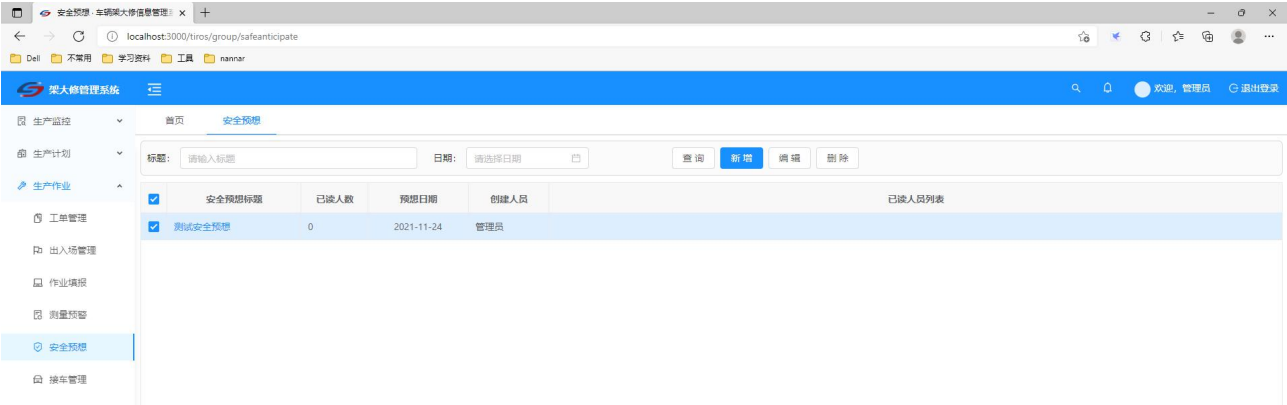 安全预想 · 车辆架大修信息管理
localhost:3000/tiros/group/safeanticipate
Dell 不常用 学习资料 工具 nannar
架大修管理系统 欢迎，管理员 退出登录
生产监控
首页 安全预想
生产计划
标题： 请输入标题 日期： 请选择日期 查 询 新 增 编 辑 删 除
生产作业
安全预想标题 已读人数 预想日期 创建人员 已读人员列表
工单管理
测试安全预想 0 2021-11-24 管理员
出入场管理
作业填报
测量预警
安全预想
接车管理